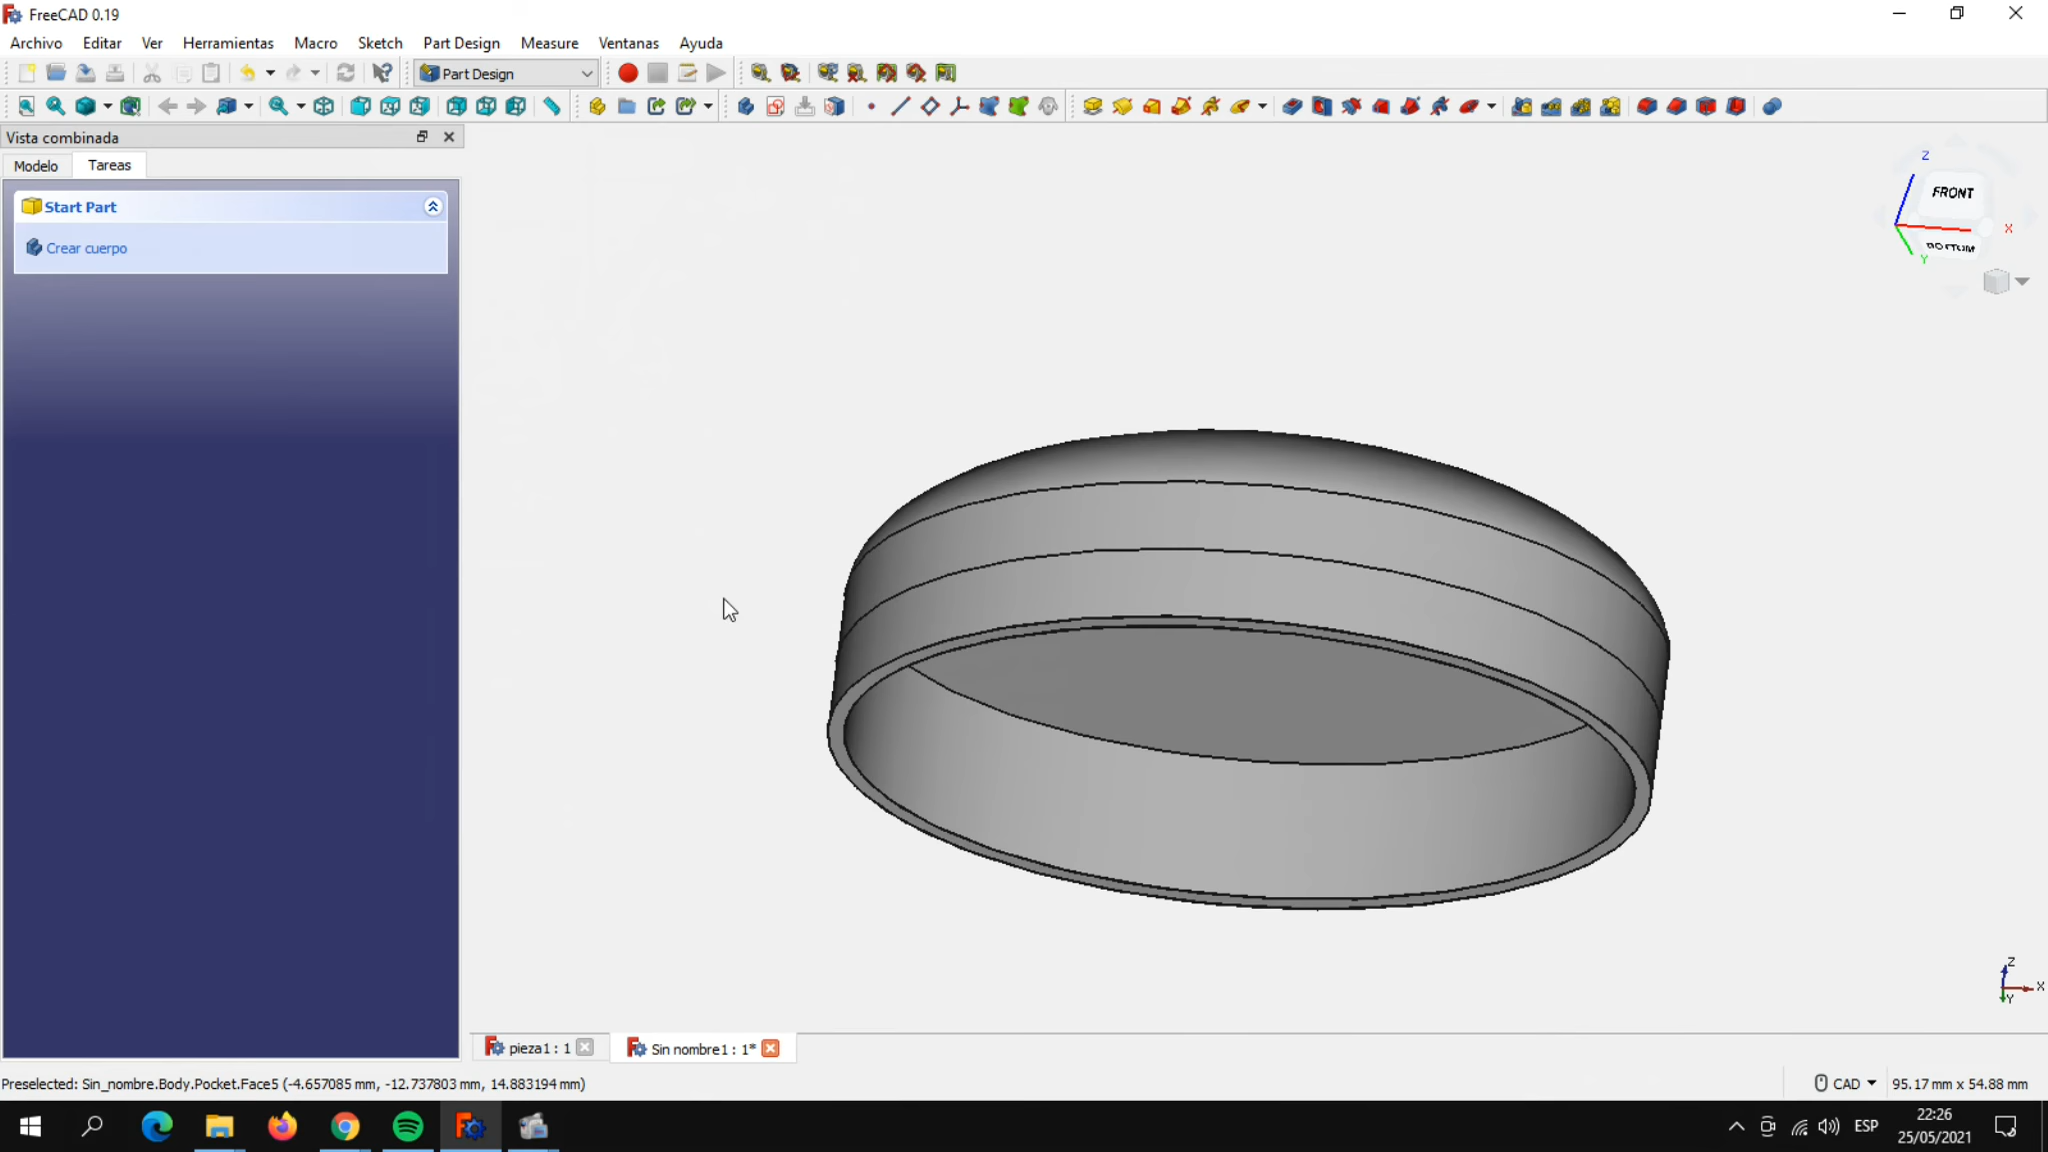 FreeCAD 0.19
Archivo Editar Ver Herramientas Macro Sketch Part Design Measure Ventanas Ayuda
Part Design
Vista combinada
Modelo Tareas
Start Part
Crear cuerpo
Z
FRONT
X
BOTTOM
Y
Z
X
Y
pieza1 : 1
Sin nombre1 : 1*
Preselected: Sin_nombre.Body.Pocket.Face5 (-4.657085 mm, -12.737803 mm, 14.883194 mm)
CAD
95.17 mm x 54.88 mm
ESP
22:26
25/05/2021